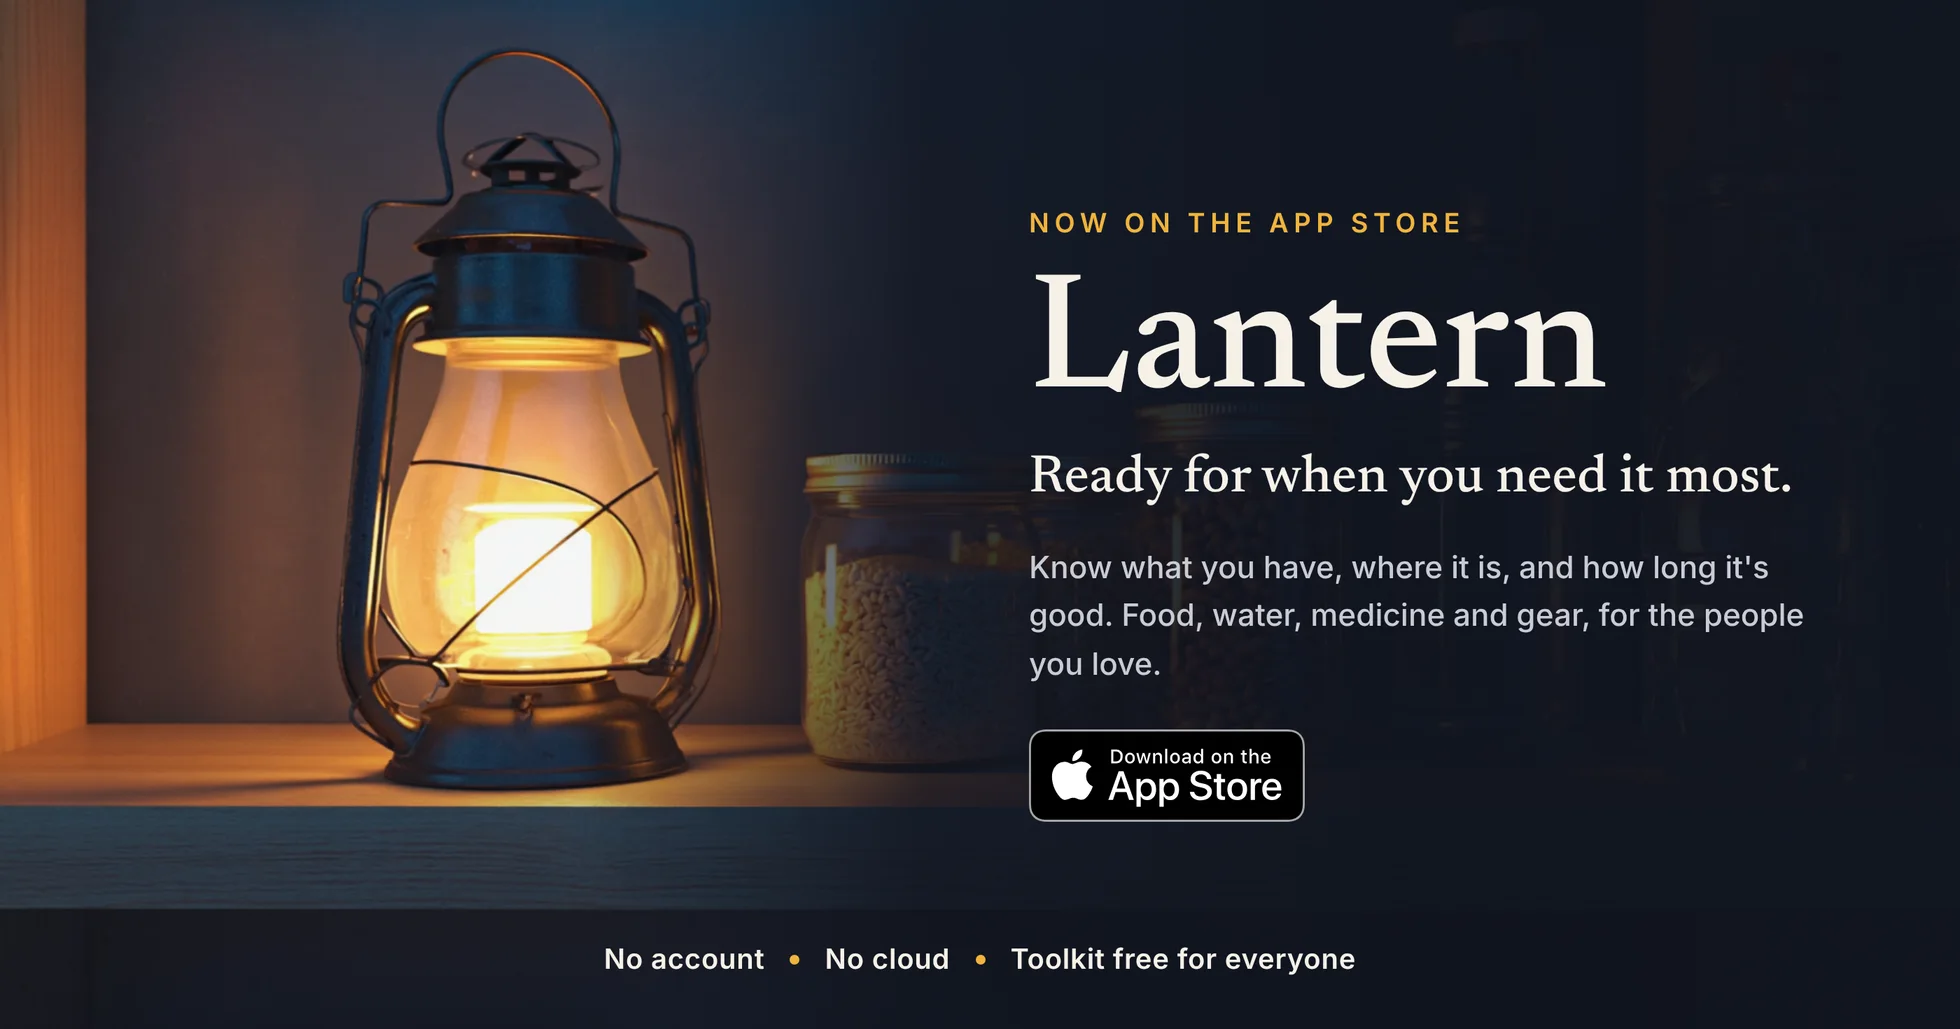 NOW ON THE APP STORE
Lantern
Ready for when you need it most.
Know what you have, where it is, and how long it's
good. Food, water, medicine and gear, for the people
you love.
Download on the
App Store
No account • No cloud • Toolkit free for everyone